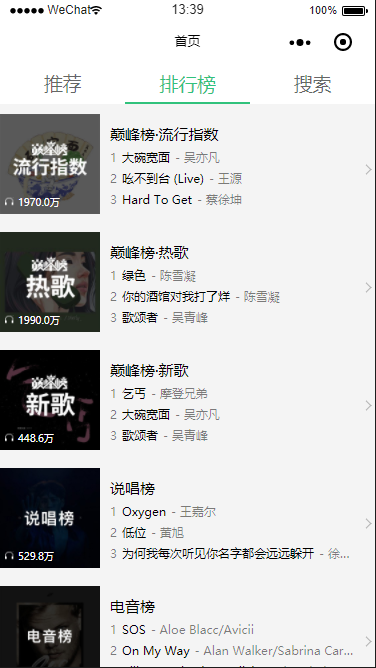 WeChat 13:39 100%
首页
推荐 排行榜 搜索
巅峰榜
流行指数
1970.0万
巅峰榜·流行指数
1 大碗宽面 - 吴亦凡
2 吆不到台 (Live) - 王源
3 Hard To Get - 蔡徐坤
巅峰榜
热歌
1990.0万
巅峰榜·热歌
1 绿色 - 陈雪凝
2 你的酒馆对我打了烊 - 陈雪凝
3 歌颂者 - 吴青峰
巅峰榜
新歌
448.6万
巅峰榜·新歌
1 乞丐 - 摩登兄弟
2 大碗宽面 - 吴亦凡
3 歌颂者 - 吴青峰
说唱榜
529.8万
说唱榜
1 Oxygen - 王嘉尔
2 低位 - 黄旭
3 为何我每次听见你名字都会远远躲开 - 徐...
电音榜
电音榜
1 SOS - Aloe Blacc/Avicii
2 On My Way - Alan Walker/Sabrina Car...